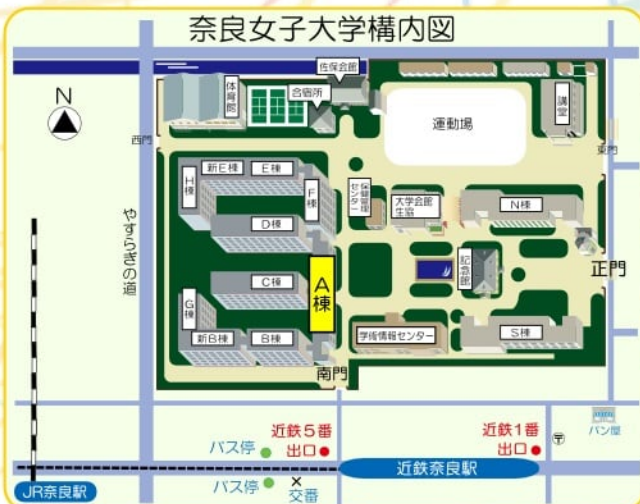 奈良女子大学構内図
N
佐保会館
体育館
合宿所
講堂
運動場
西門
東門
新E棟
E棟
H棟
F棟
保健管理
センター
大学会館
生協
N棟
D棟
やすらぎの道
正門
記念館
C棟
A棟
G棟
新B棟
B棟
学術情報センター
S棟
南門
近鉄5番
出口
近鉄1番
出口
〒
パン屋
バス停
近鉄奈良駅
バス停
×
交番
JR奈良駅